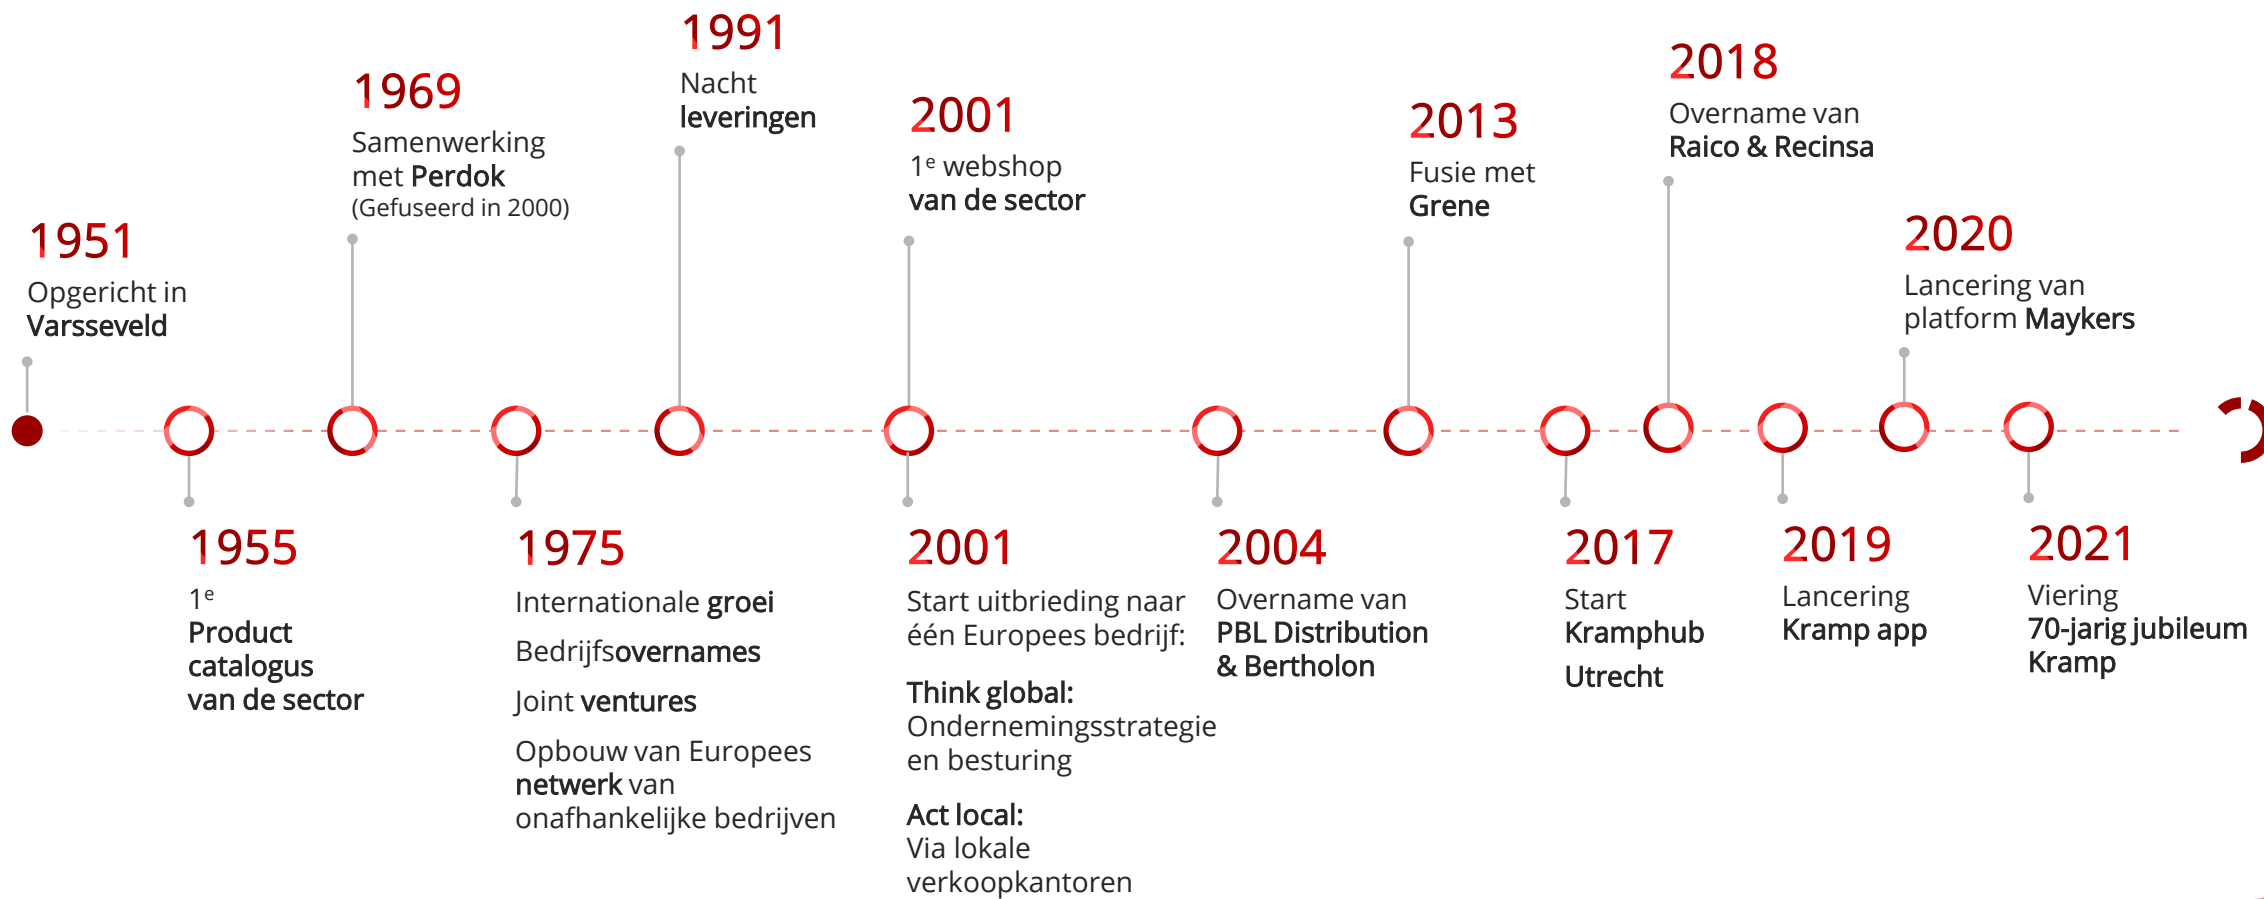 1951
Opgericht in
Varsseveld
1955
1e
Product
catalogus
van de sector
1969
Samenwerking
met Perdok
(Gefuseerd in 2000)
1975
Internationale groei
Bedrijfsovernames
Joint ventures
Opbouw van Europees
netwerk van
onafhankelijke bedrijven
1991
Nacht
leveringen
2001
1e webshop
van de sector
2001
Start uitbrieding naar
één Europees bedrijf:
Think global:
Ondernemingsstrategie
en besturing
Act local:
Via lokale
verkoopkantoren
2004
Overname van
PBL Distribution
& Bertholon
2013
Fusie met
Grene
2017
Start
Kramphub
Utrecht
2018
Overname van
Raico & Recinsa
2019
Lancering
Kramp app
2020
Lancering van
platform Maykers
2021
Viering
70-jarig jubileum
Kramp